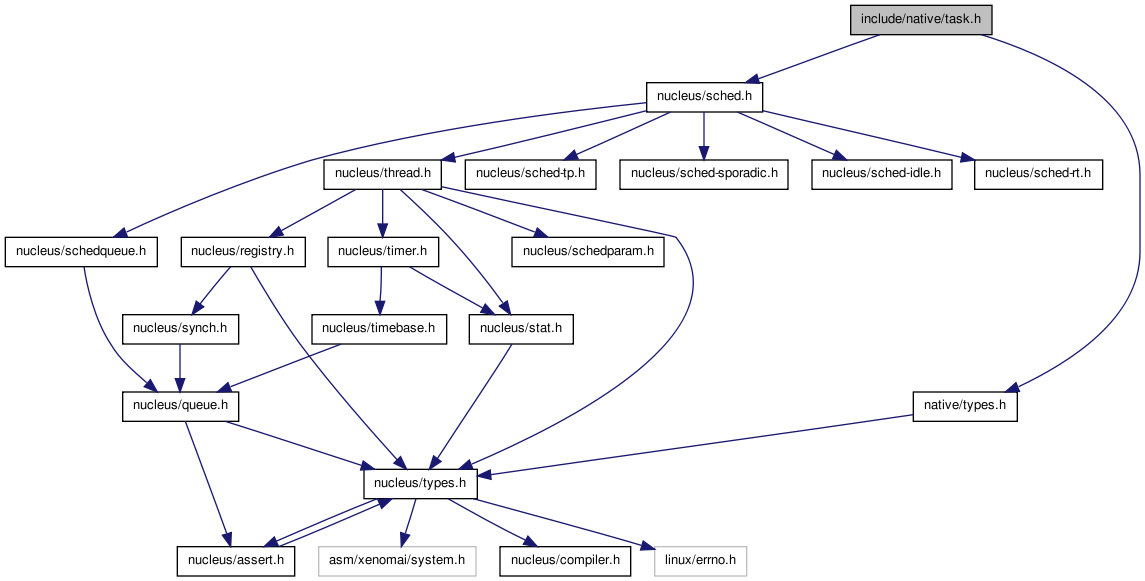 include/native/task.h
nucleus/sched.h
nucleus/thread.h
nucleus/sched-tp.h
nucleus/sched-sporadic.h
nucleus/sched-idle.h
nucleus/sched-rt.h
nucleus/schedqueue.h
nucleus/registry.h
nucleus/timer.h
nucleus/schedparam.h
nucleus/synch.h
nucleus/timebase.h
nucleus/stat.h
nucleus/queue.h
native/types.h
nucleus/types.h
nucleus/assert.h
asm/xenomai/system.h
nucleus/compiler.h
linux/errno.h